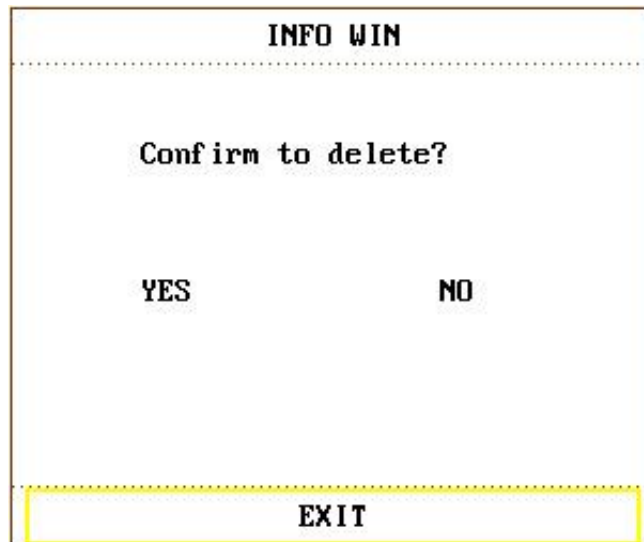 INFO WIN
Confirm to delete?
YES NO
EXIT